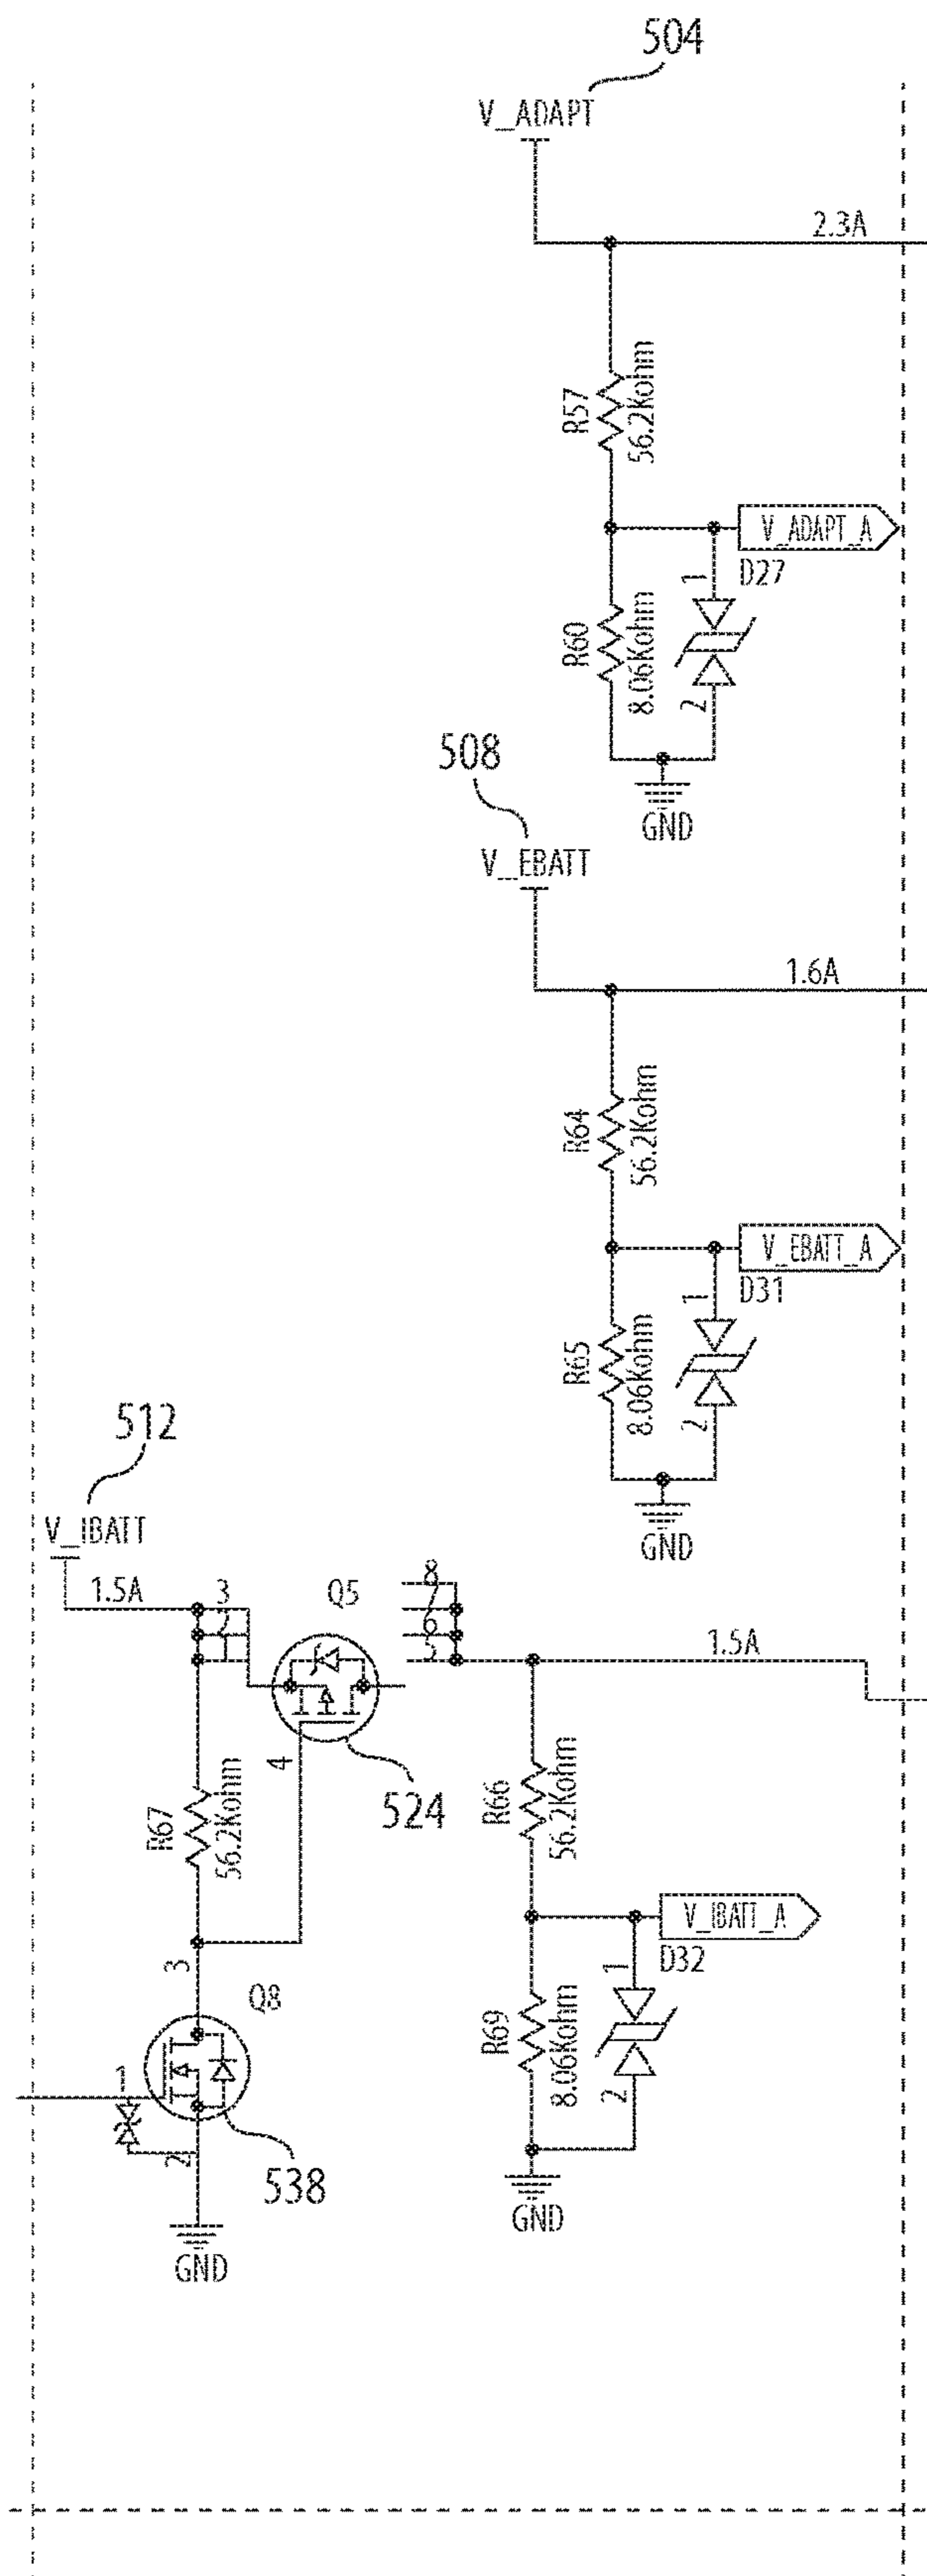 504
V_ADAPT
2.3A
R57
56.2Kohm
V_ADAPT_A
D27
1
R60
8.06Kohm
2
GND
508
V_EBATT
1.6A
R64
56.2Kohm
V_EBATT_A
D31
1
R65
8.06Kohm
2
GND
512
V_IBATT
1.5A
3
2
1
Q5
8
7
6
5
1.5A
4
524
R67
56.2Kohm
R66
56.2Kohm
V_IBATT_A
D32
1
3
Q8
R69
8.06Kohm
2
1
2
538
GND
GND